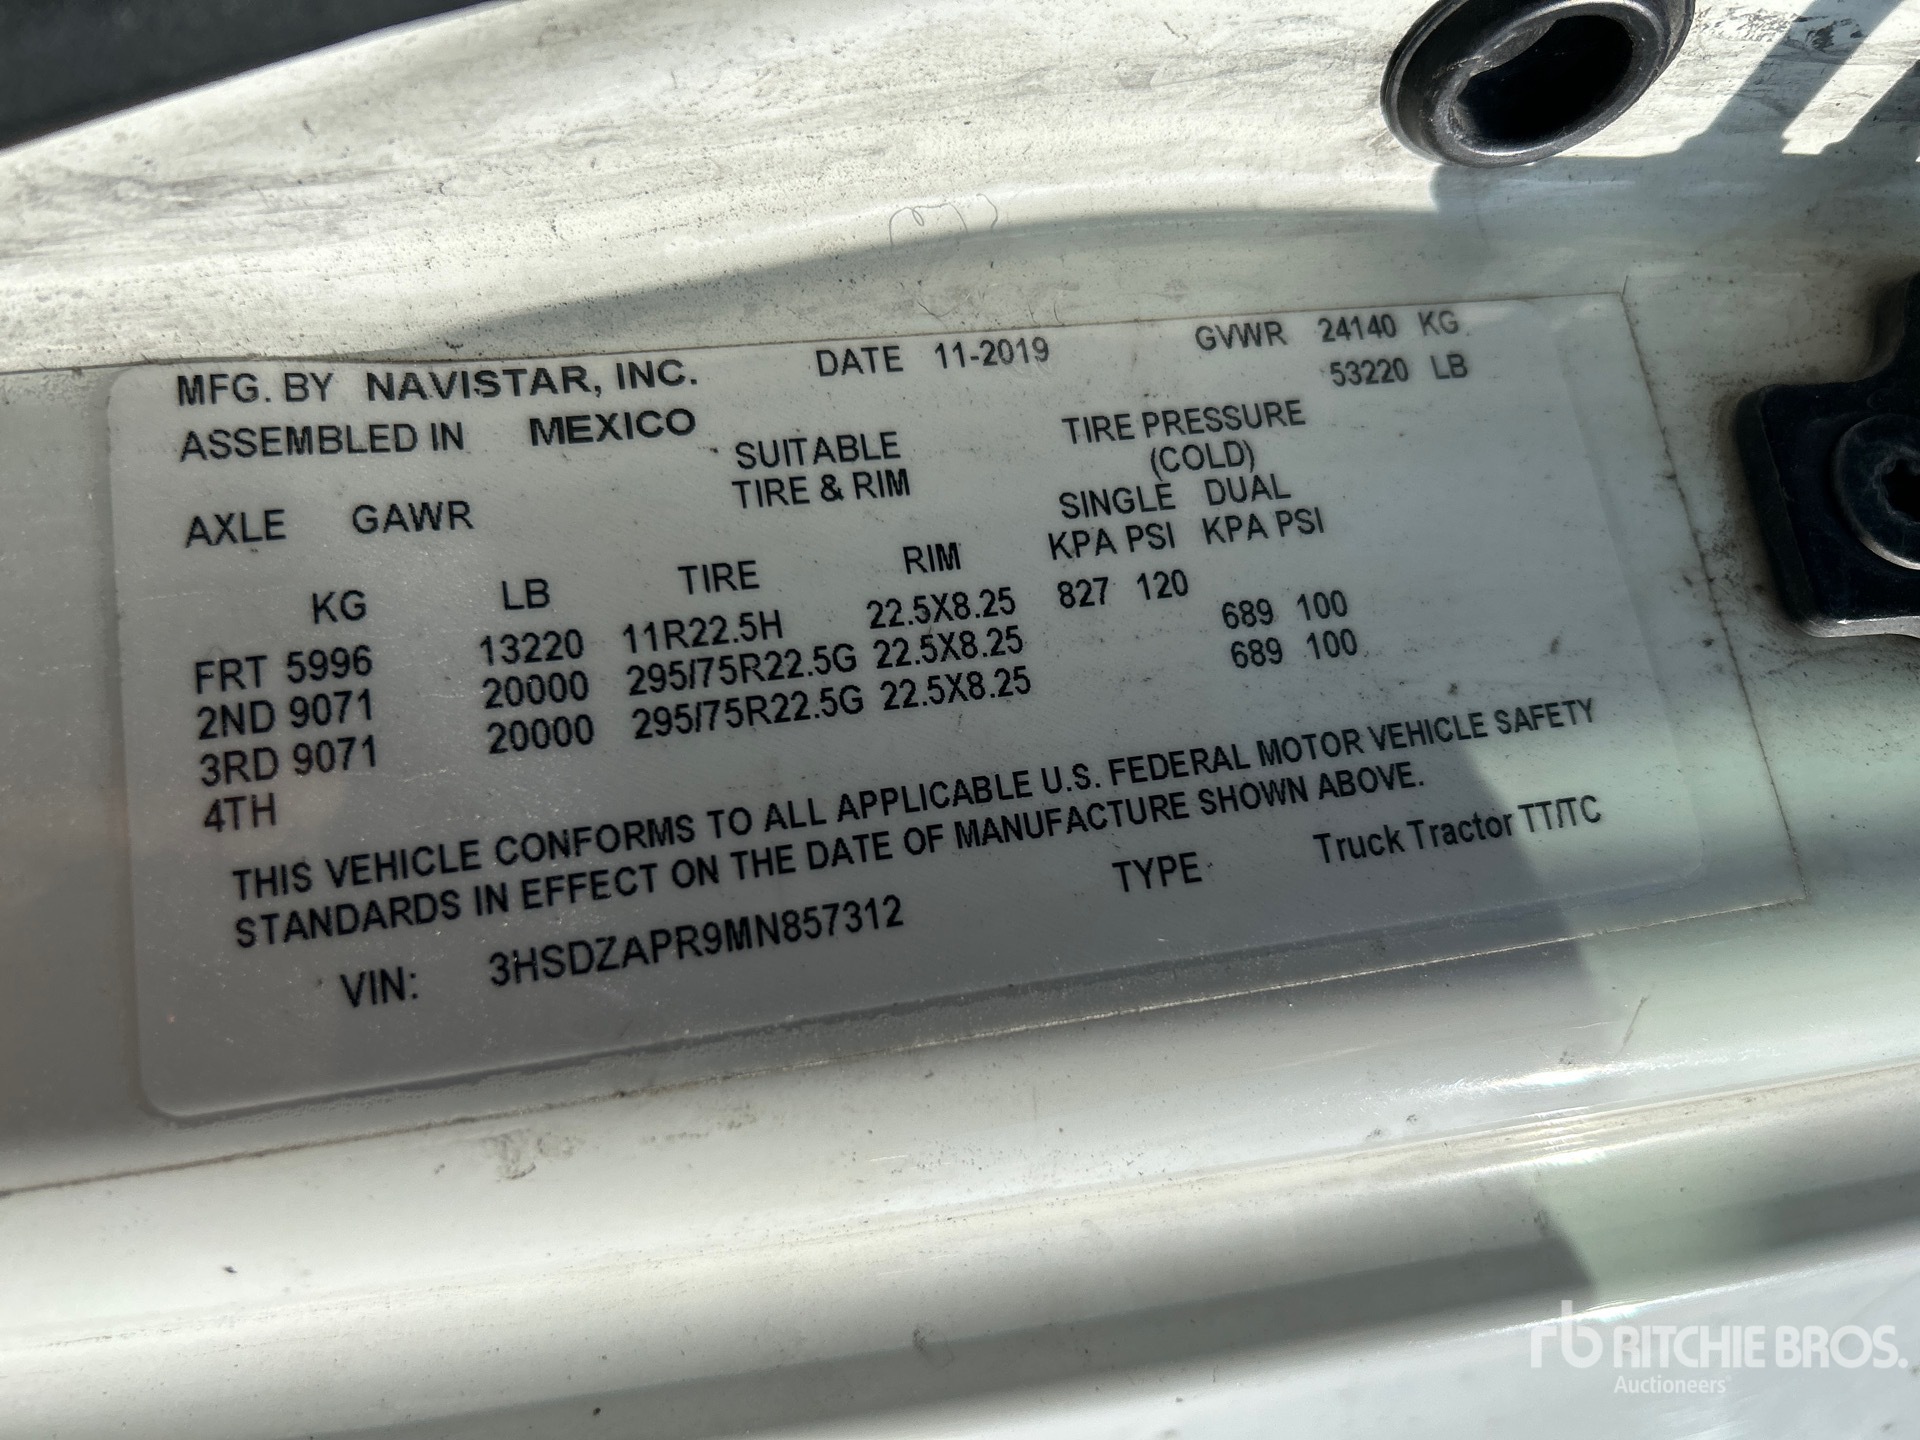 MFG. BY NAVISTAR, INC. DATE 11-2019 GVWR 24140 KG
53220 LB
ASSEMBLED IN MEXICO
SUITABLE TIRE PRESSURE
TIRE & RIM (COLD)
AXLE GAWR SINGLE DUAL
KPA PSI KPA PSI
KG LB TIRE RIM
FRT 5996 13220 11R22.5H 22.5X8.25 827 120
2ND 9071 20000 295/75R22.5G 22.5X8.25 689 100
3RD 9071 20000 295/75R22.5G 22.5X8.25 689 100
4TH
THIS VEHICLE CONFORMS TO ALL APPLICABLE U.S. FEDERAL MOTOR VEHICLE SAFETY
STANDARDS IN EFFECT ON THE DATE OF MANUFACTURE SHOWN ABOVE.
VIN: 3HSDZAPR9MN857312 TYPE Truck Tractor TT/TC
rb RITCHIE BROS.
Auctioneers